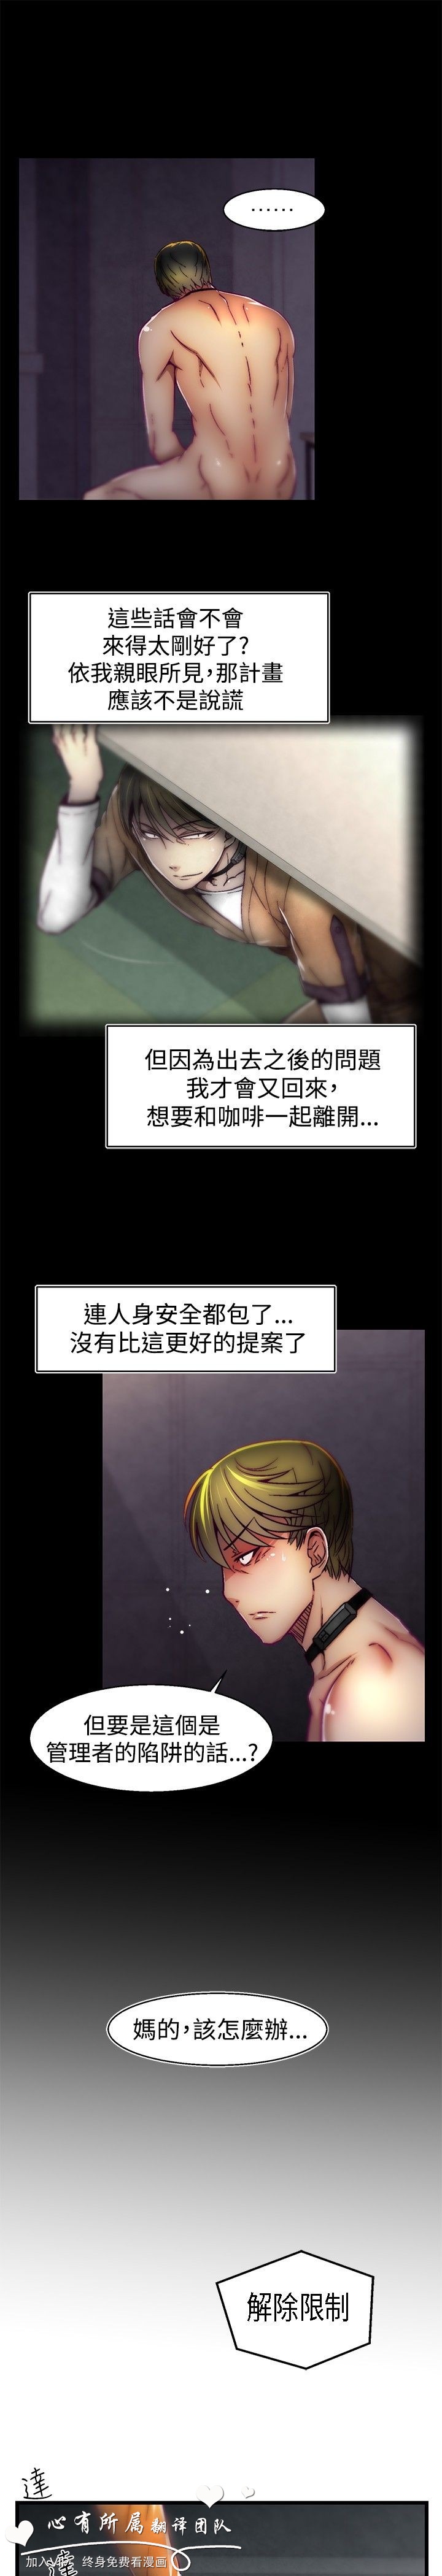 ......
這些話會不會
來得太剛好了?
依我親眼所見,那計畫
應該不是說謊
但因為出去之後的問題
我才會又回來,
想要和咖啡一起離開...
連人身安全都包了...
沒有比這更好的提案了
但要是這個是
管理者的陷阱的話...?
媽的,該怎麼辦...
解除限制
達
心有所属翻译团队
達
终身免费看漫画